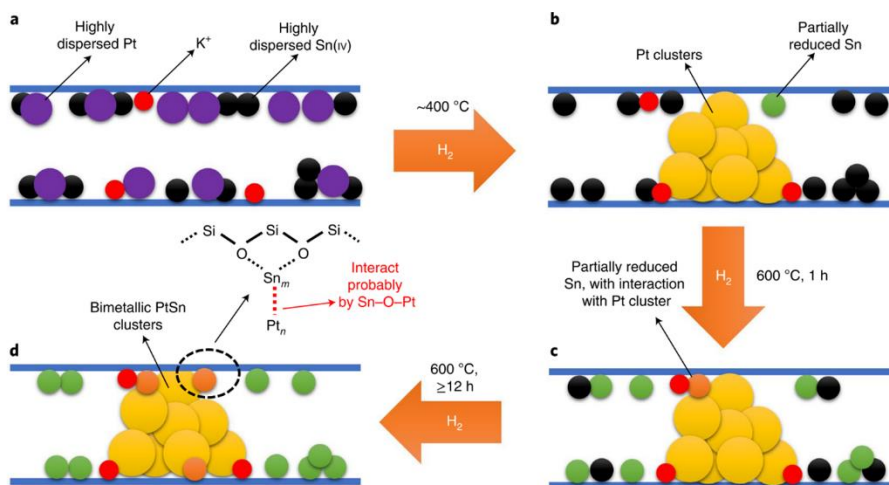 a
Highly
dispersed Pt
K⁺
Highly
dispersed Sn(IV)
~400 °C
H₂
b
Pt clusters
Partially
reduced Sn
H₂
600 °C, 1 h
Partially reduced
Sn, with interaction
with Pt cluster
c
600 °C,
≥12 h
H₂
Si Si Si
O O
Snₘ
Ptₙ
Interact
probably
by Sn–O–Pt
Bimetallic PtSn
clusters
d